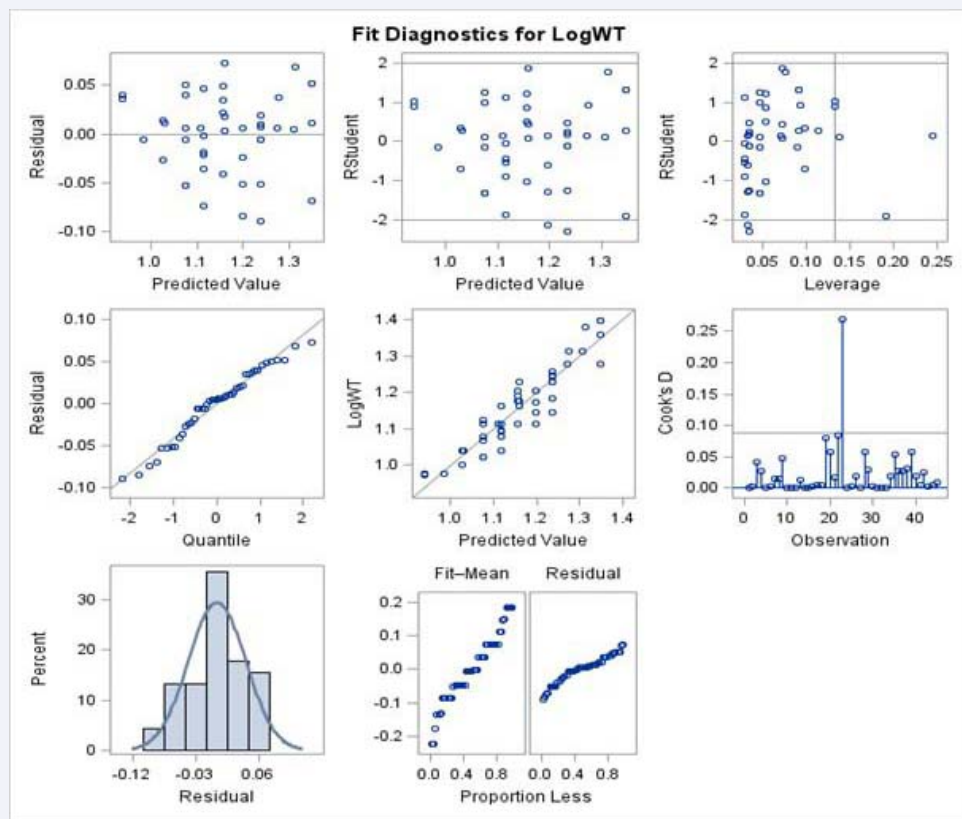 Fit Diagnostics for LogWT
Residual
0.05
0.00
-0.05
-0.10
1.0 1.1 1.2 1.3
Predicted Value
RStudent
2
1
0
-1
-2
1.0 1.1 1.2 1.3
Predicted Value
RStudent
2
1
0
-1
-2
0.05 0.10 0.15 0.20 0.25
Leverage
Residual
0.10
0.05
0.00
-0.05
-0.10
-2 -1 0 1 2
Quantile
LogWT
1.4
1.3
1.2
1.1
1.0
1.0 1.1 1.2 1.3 1.4
Predicted Value
Cook's D
0.25
0.20
0.15
0.10
0.05
0.00
0 10 20 30 40
Observation
Percent
30
20
10
0
-0.12 -0.03 0.06
Residual
Fit–Mean Residual
0.2
0.1
0.0
-0.1
-0.2
0.0 0.4 0.8 0.0 0.4 0.8
Proportion Less